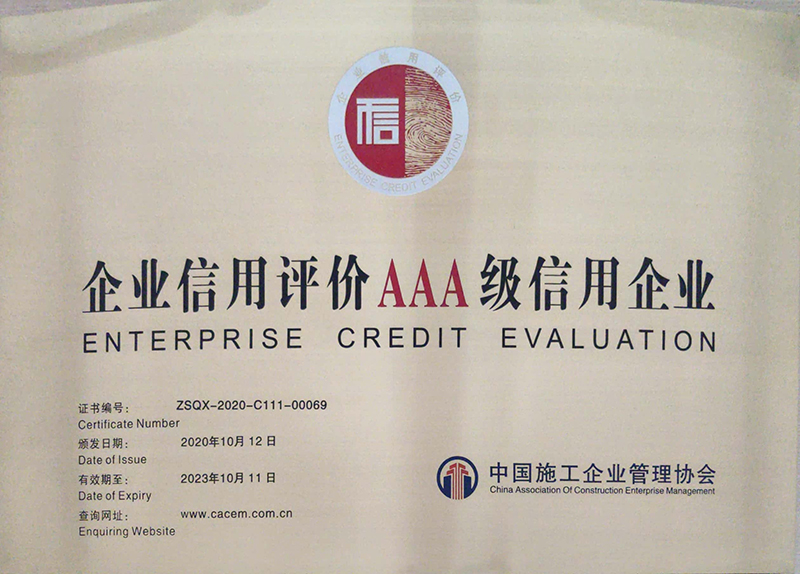 企业信用评价
信
ENTERPRISE CREDIT EVALUATION
企业信用评价AAA级信用企业
ENTERPRISE CREDIT EVALUATION
证书编号: ZSQX-2020-C111-00069
Certificate Number
颁发日期: 2020年10月12日
Date of Issue
有效期至: 2023年10月11日
Date of Expiry
查询网址: www.cacem.com.cn
Enquiring Website
中国施工企业管理协会
China Association Of Construction Enterprise Management